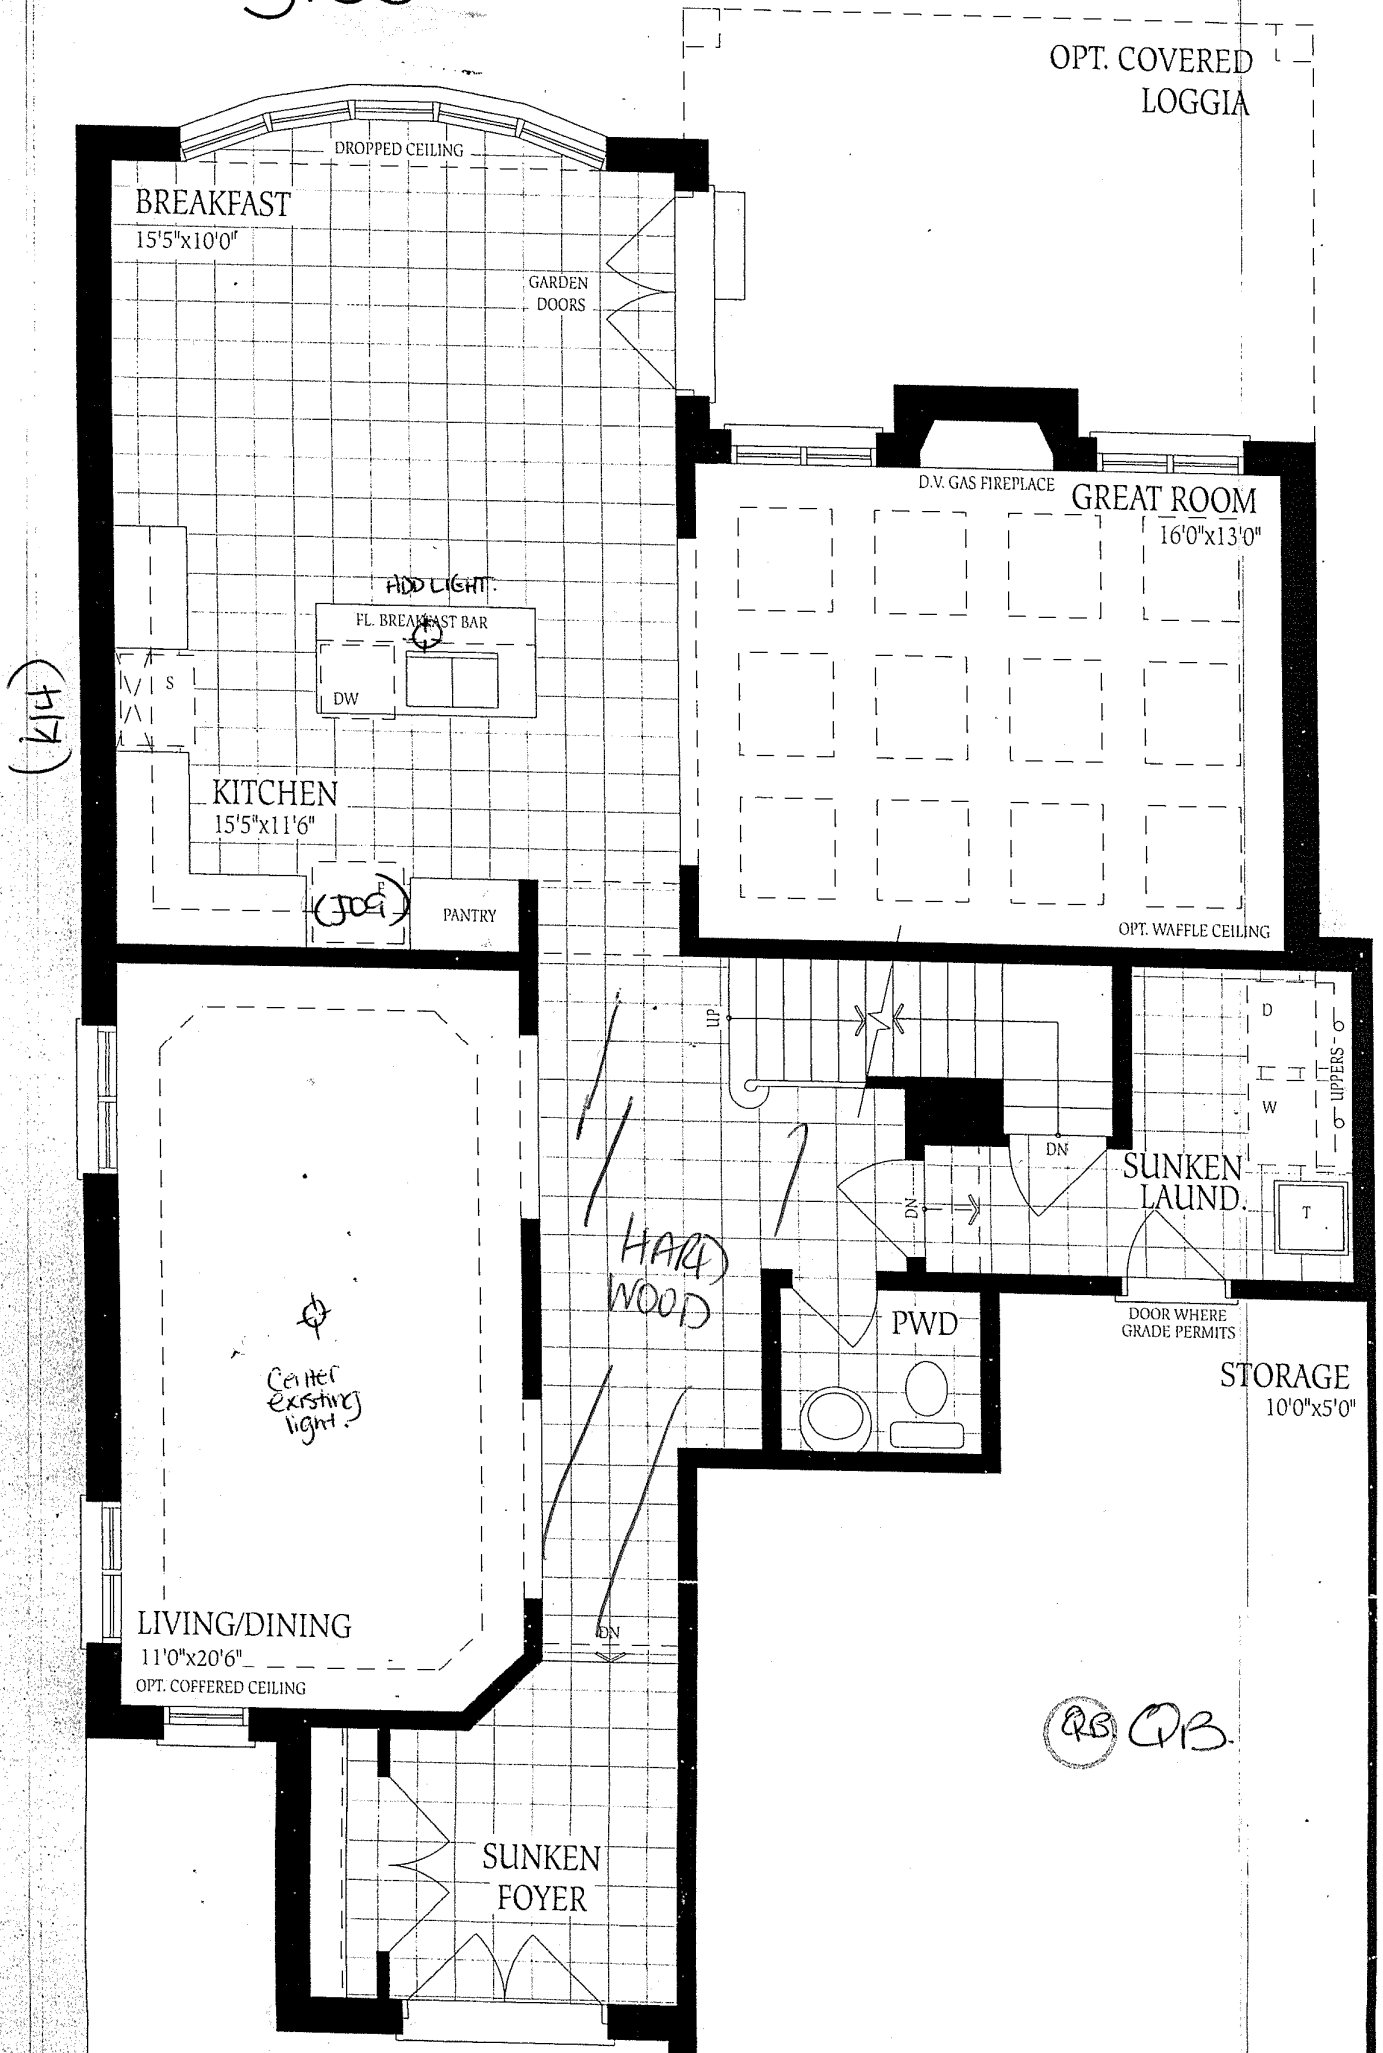 OPT. COVERED
LOGGIA
DROPPED CEILING
BREAKFAST
15'5"x10'0"
GARDEN
DOORS
D.V. GAS FIREPLACE
GREAT ROOM
16'0"x13'0"
ADD LIGHT.
FL. BREAKFAST BAR
S
DW
(K14)
KITCHEN
15'5"x11'6"
F
(JOG)
PANTRY
OPT. WAFFLE CEILING
UP
D
UPPERS
W
DN
SUNKEN
LAUND.
DN
T
HARD
WOOD
PWD
DOOR WHERE
GRADE PERMITS
STORAGE
10'0"x5'0"
Center
existing
light.
LIVING/DINING
11'0"x20'6"
OPT. COFFERED CEILING
DN
QB QB.
SUNKEN
FOYER